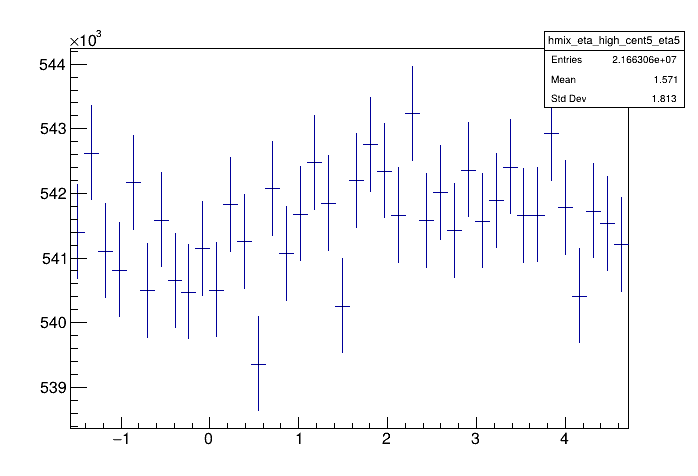 ×10³
hmix_eta_high_cent5_eta5
Entries 2.166306e+07
Mean 1.571
Std Dev 1.813
544
543
542
541
540
539
−1 0 1 2 3 4